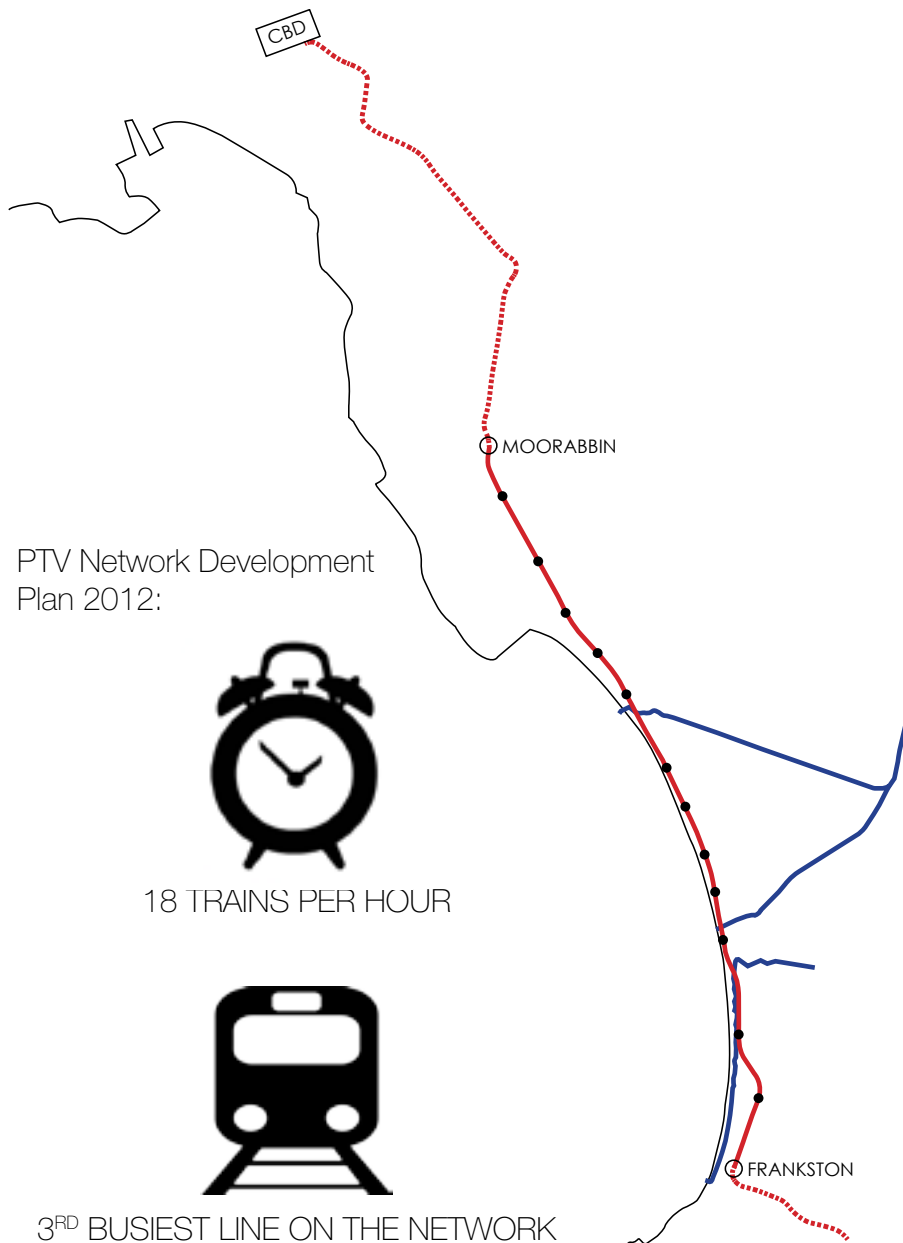 CBD
MOORABBIN
PTV Network Development
Plan 2012:
18 TRAINS PER HOUR
FRANKSTON
3RD BUSIEST LINE ON THE NETWORK